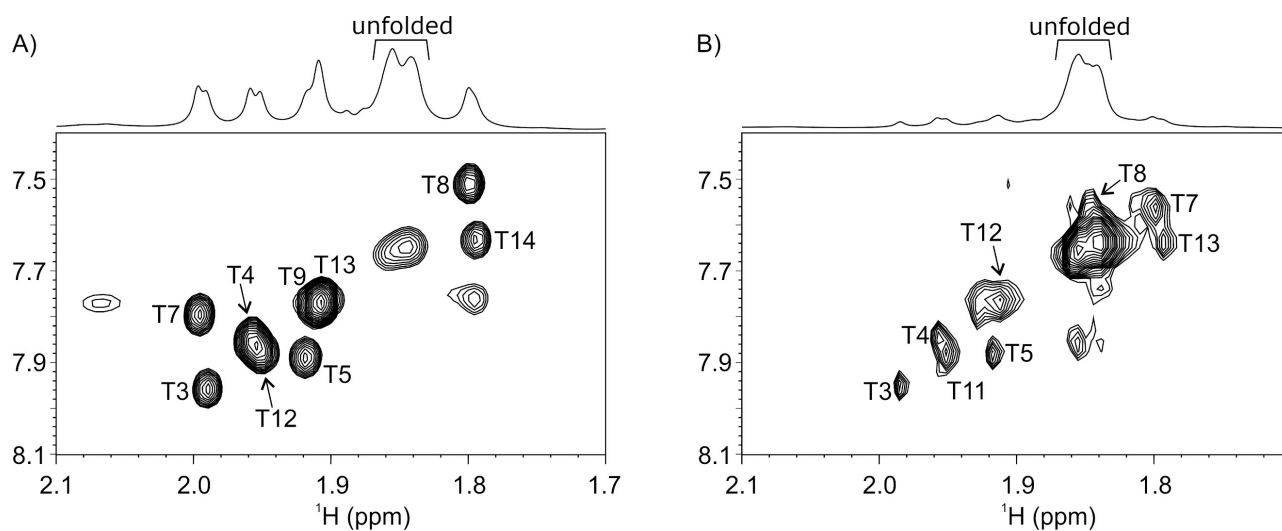 A)
unfolded
7.5
7.7
7.9
8.1
T8
T14
T9
T13
T4
T7
T5
T3
T12
2.1
2.0
1.9
1.8
1.7
1H (ppm)
B)
unfolded
7.5
7.7
7.9
8.1
T8
T7
T12
T13
T4
T5
T3
T11
2.1
2.0
1.9
1.8
1H (ppm)